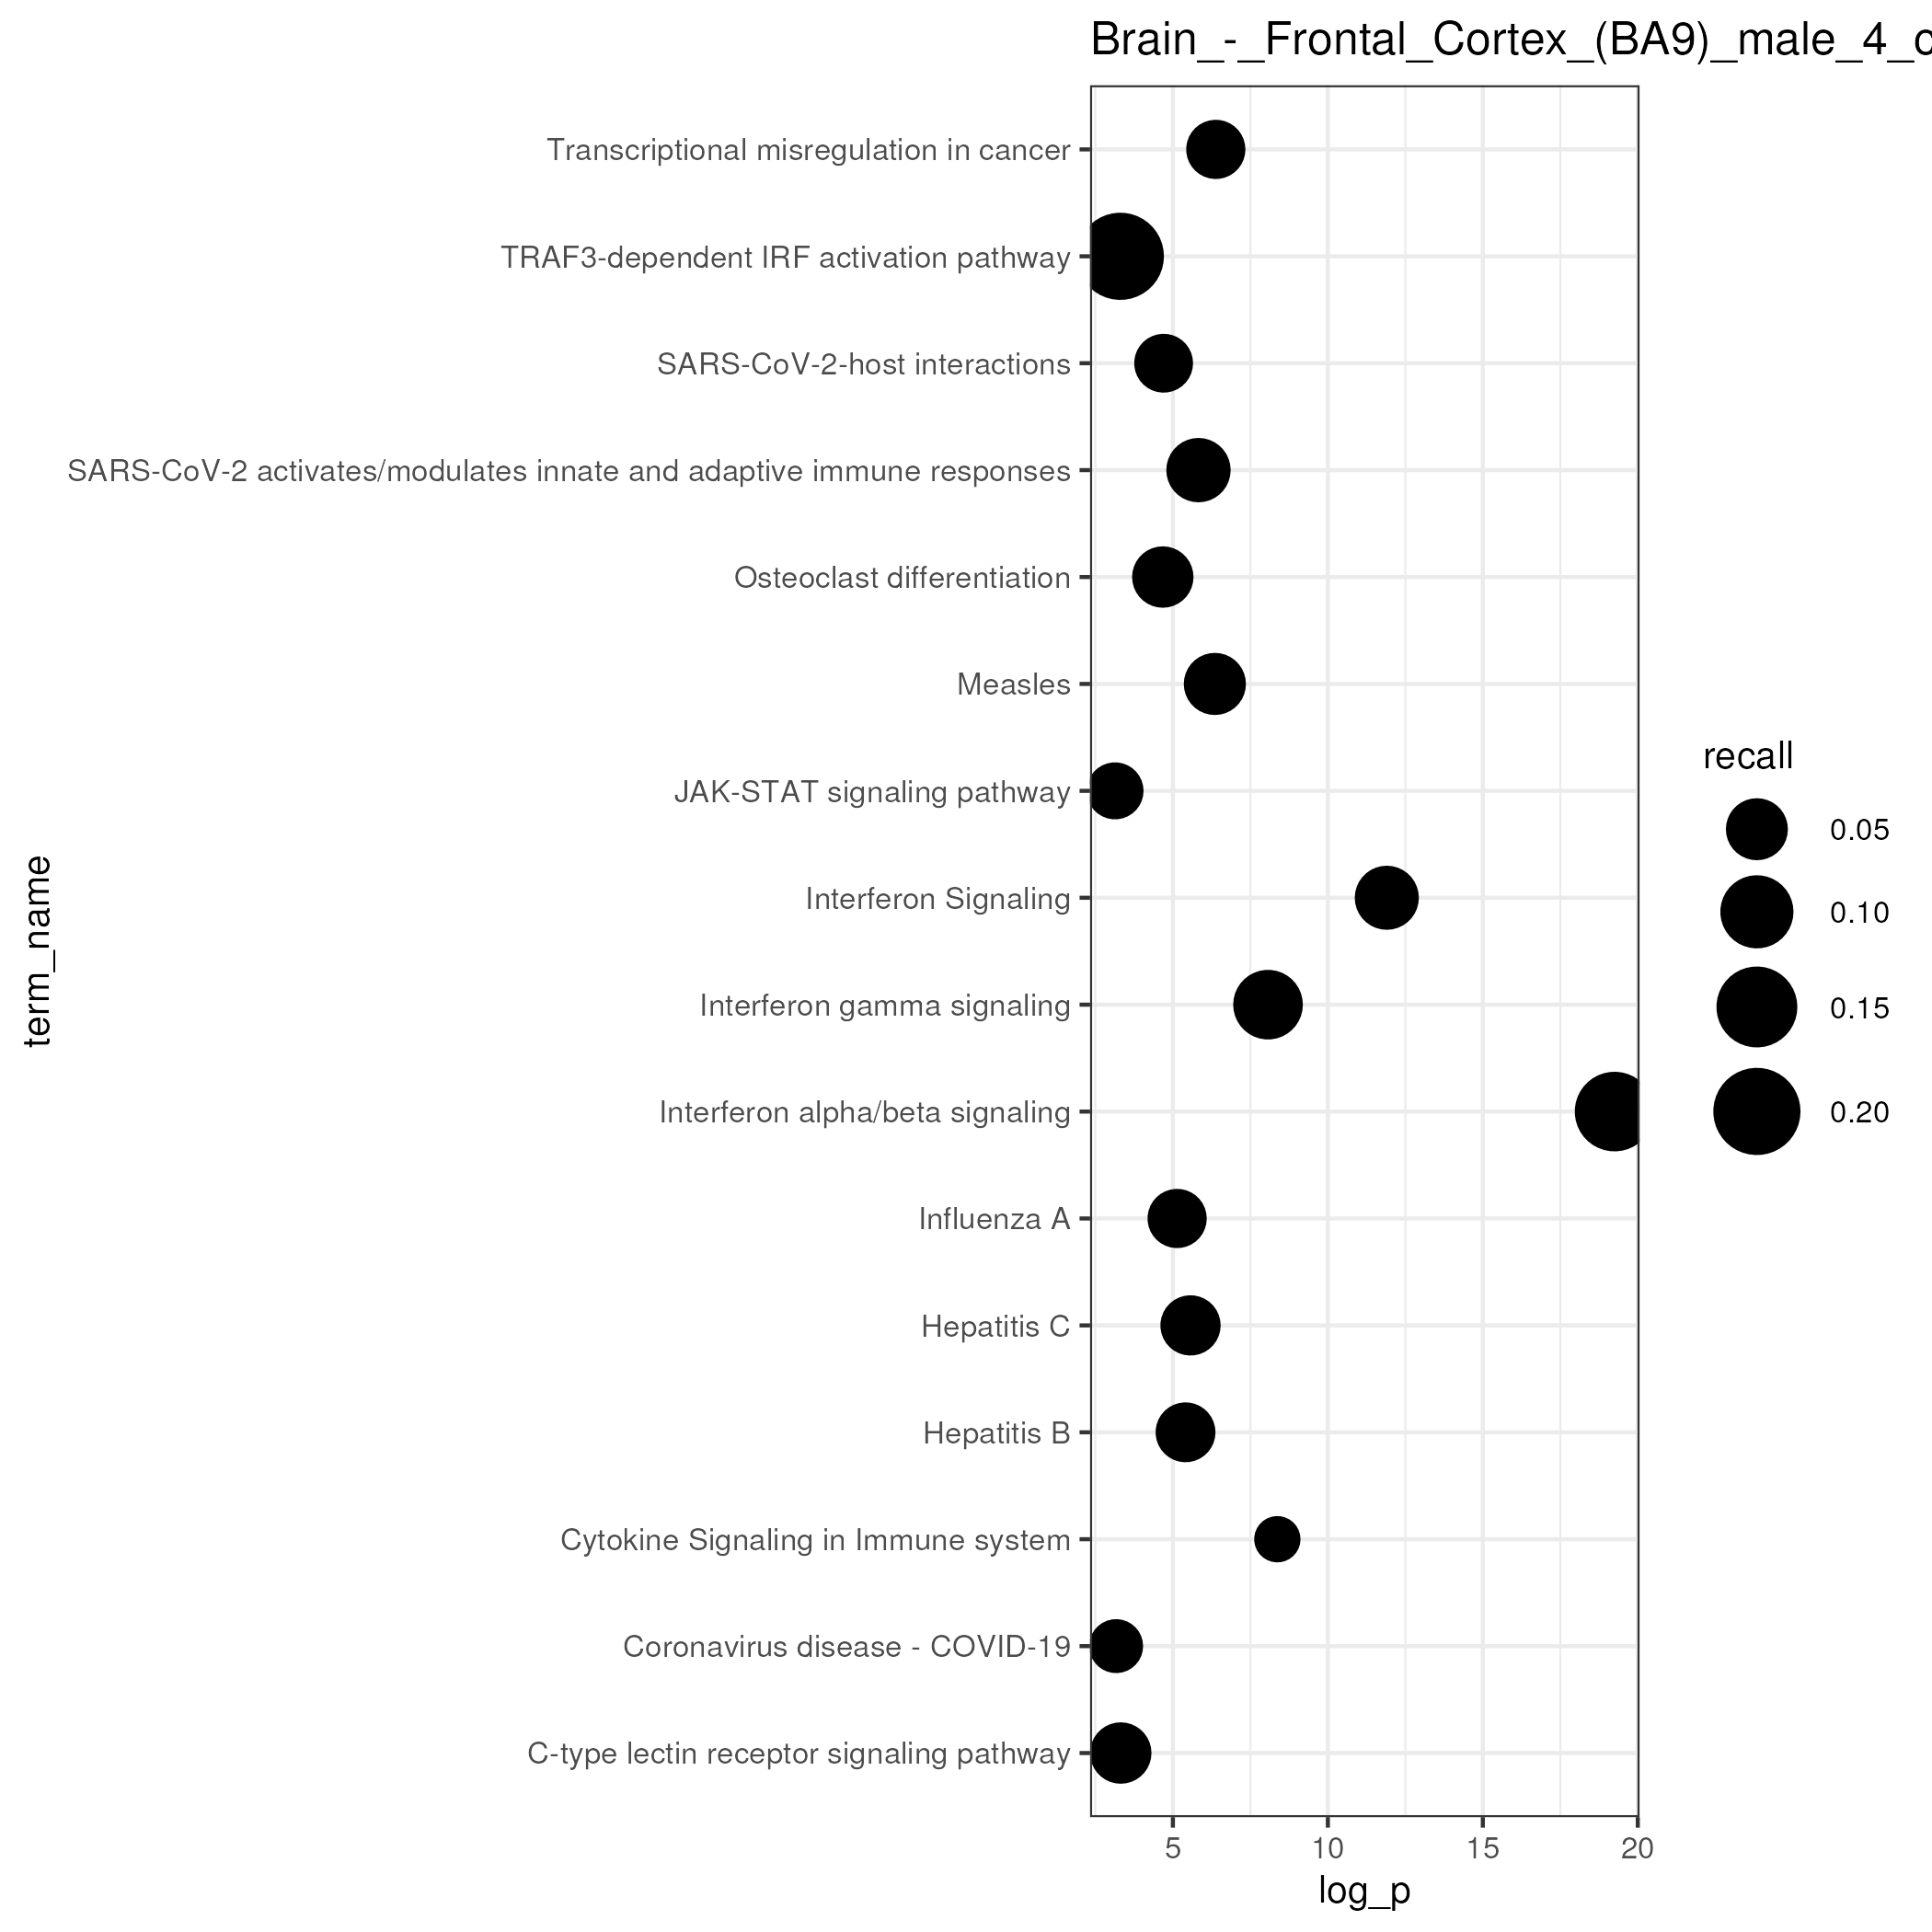 Brain_-_Frontal_Cortex_(BA9)_male_4_
term_name
Transcriptional misregulation in cancer
TRAF3-dependent IRF activation pathway
SARS-CoV-2-host interactions
SARS-CoV-2 activates/modulates innate and adaptive immune responses
Osteoclast differentiation
Measles
JAK-STAT signaling pathway
Interferon Signaling
Interferon gamma signaling
Interferon alpha/beta signaling
Influenza A
Hepatitis C
Hepatitis B
Cytokine Signaling in Immune system
Coronavirus disease - COVID-19
C-type lectin receptor signaling pathway
5 10 15 20
log_p
recall
0.05
0.10
0.15
0.20